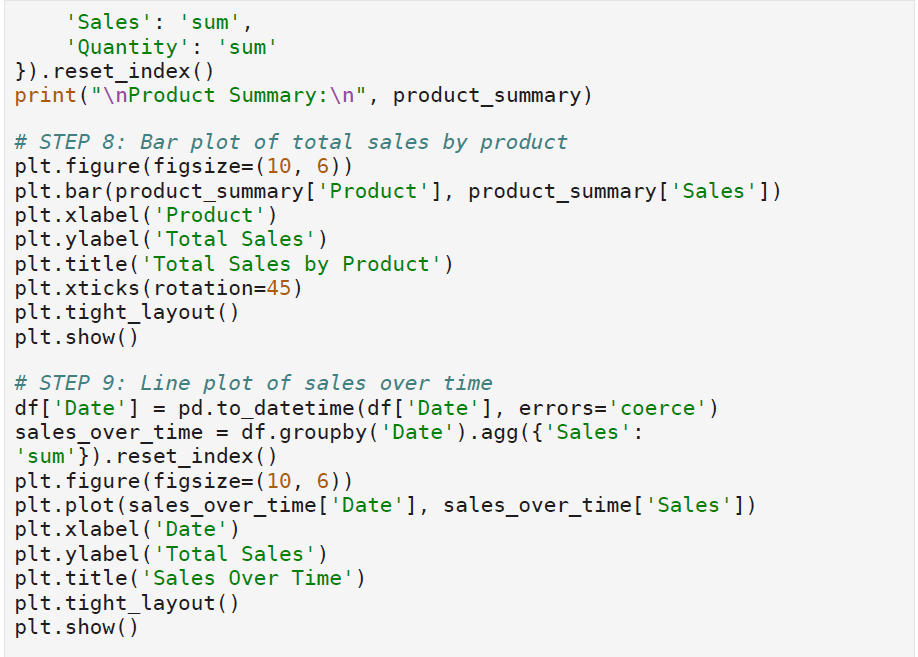 'Sales': 'sum',
    'Quantity': 'sum'
}).reset_index()
print("\nProduct Summary:\n", product_summary)

# STEP 8: Bar plot of total sales by product
plt.figure(figsize=(10, 6))
plt.bar(product_summary['Product'], product_summary['Sales'])
plt.xlabel('Product')
plt.ylabel('Total Sales')
plt.title('Total Sales by Product')
plt.xticks(rotation=45)
plt.tight_layout()
plt.show()

# STEP 9: Line plot of sales over time
df['Date'] = pd.to_datetime(df['Date'], errors='coerce')
sales_over_time = df.groupby('Date').agg({'Sales':
'sum'}).reset_index()
plt.figure(figsize=(10, 6))
plt.plot(sales_over_time['Date'], sales_over_time['Sales'])
plt.xlabel('Date')
plt.ylabel('Total Sales')
plt.title('Sales Over Time')
plt.tight_layout()
plt.show()